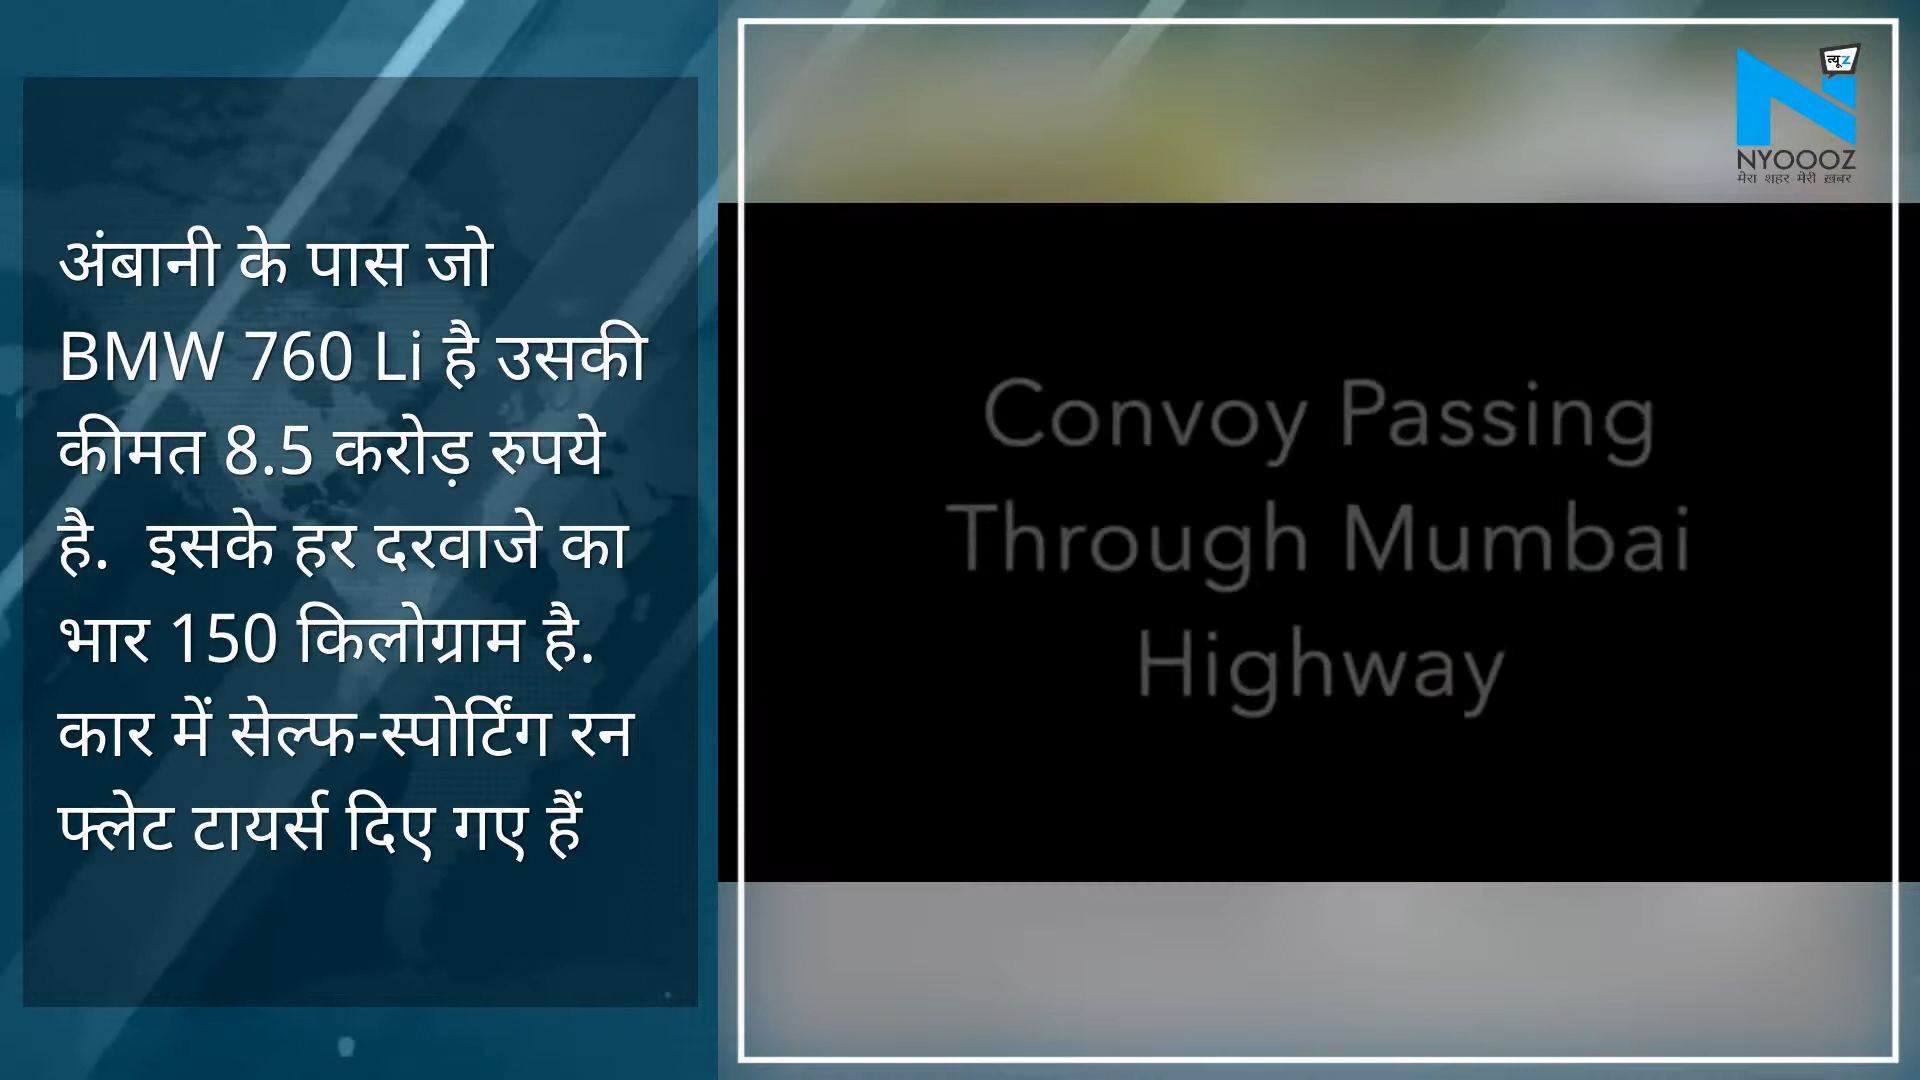 अंबानी के पास जो
BMW 760 Li है उसकी
कीमत 8.5 करोड़ रुपये
है. इसके हर दरवाजे का
भार 150 किलोग्राम है.
कार में सेल्फ-स्पोर्टिंग रन
फ्लेट टायर्स दिए गए हैं
Convoy Passing
Through Mumbai
Highway
न्यूZ
NYOOOZ
मेरा शहर मेरी ख़बर